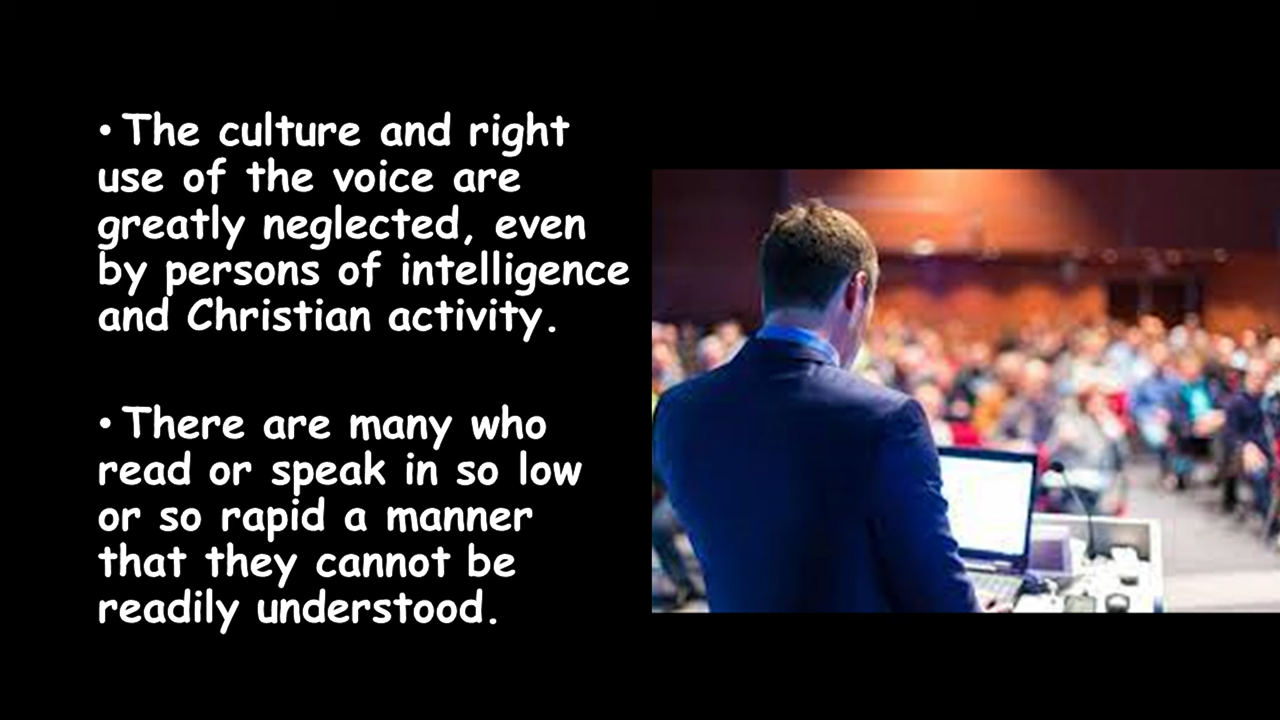 • The culture and right
use of the voice are
greatly neglected, even
by persons of intelligence
and Christian activity.
• There are many who
read or speak in so low
or so rapid a manner
that they cannot be
readily understood.